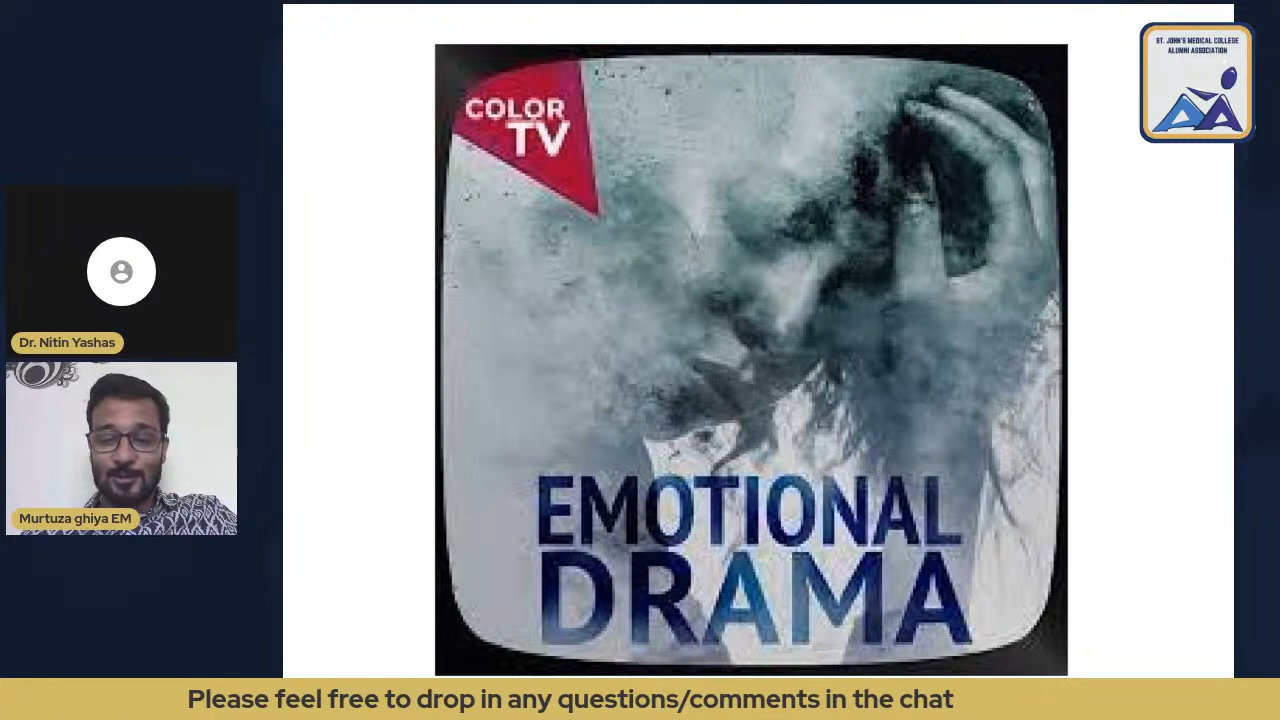 ST. JOHN'S MEDICAL COLLEGE
ALUMNI ASSOCIATION
COLOR
TV
Dr. Nitin Yashas
Murtuza ghiya EM
EMOTIONAL
DRAMA
Please feel free to drop in any questions/comments in the chat